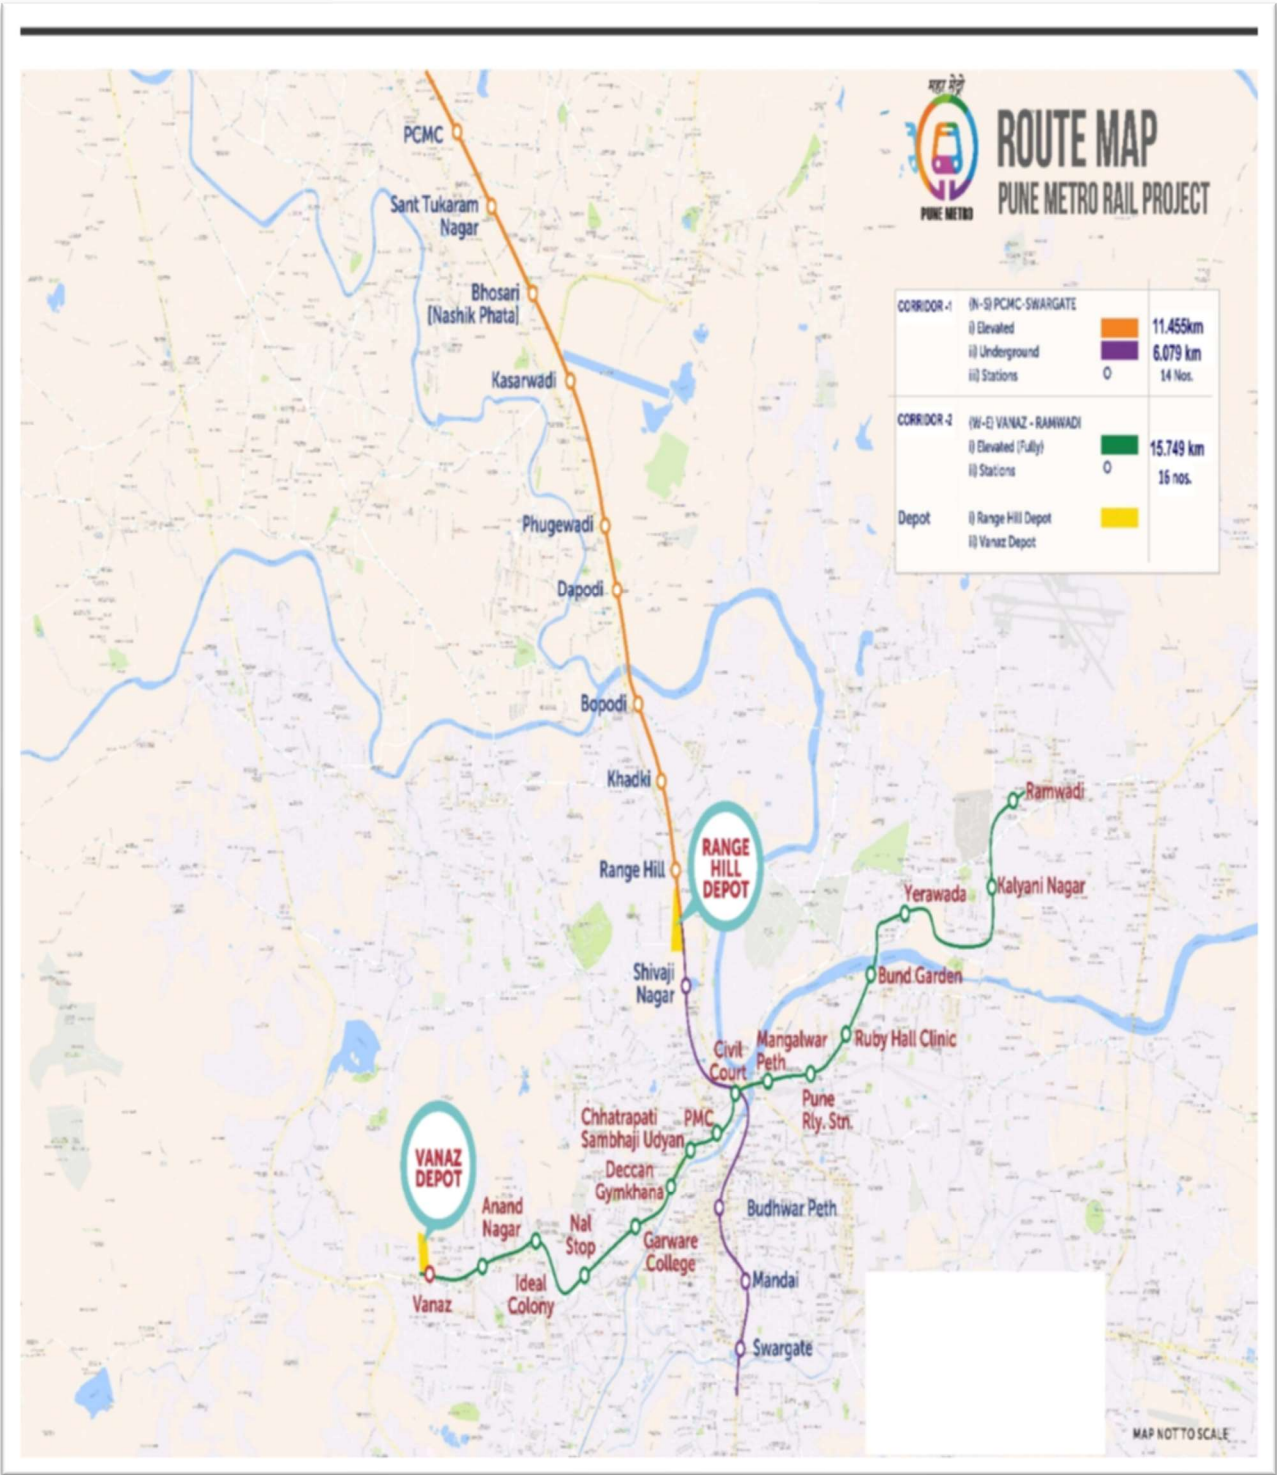 महा मेट्रो
PUNE METRO
ROUTE MAP
PUNE METRO RAIL PROJECT
CORRIDOR -1
(N-S) PCMC-SWARGATE
i) Elevated
11.455km
ii) Underground
6.079 km
iii) Stations
14 Nos.
CORRIDOR -2
(W-E) VANAZ - RAMWADI
i) Elevated (Fully)
15.749 km
ii) Stations
16 nos.
Depot
i) Range Hill Depot
ii) Vanaz Depot
PCMC
Sant Tukaram
Nagar
Bhosari
[Nashik Phata]
Kasarwadi
Phugewadi
Dapodi
Bopodi
Khadki
Range Hill
RANGE
HILL
DEPOT
Shivaji
Nagar
Ramwadi
Kalyani Nagar
Yerawada
Bund Garden
Ruby Hall Clinic
Mangalwar
Peth
Civil
Court
Pune
Rly. Stn.
PMC
Chhatrapati
Sambhaji Udyan
Deccan
Gymkhana
Garware
College
Nal
Stop
Ideal
Colony
Anand
Nagar
VANAZ
DEPOT
Vanaz
Budhwar Peth
Mandai
Swargate
MAP NOT TO SCALE